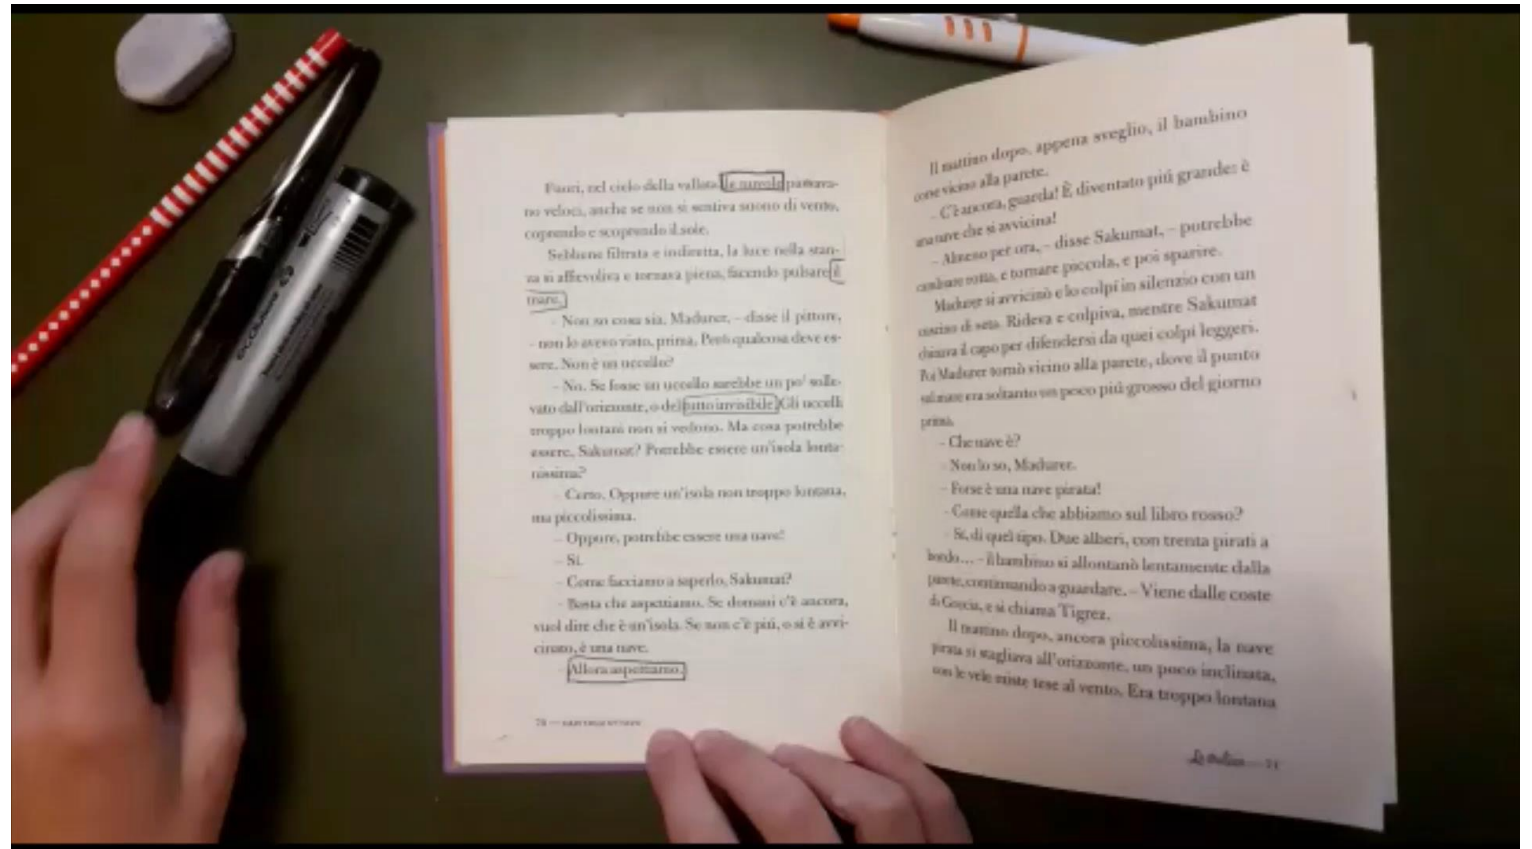 Fuori, nel cielo della vallata, le nuvole passava-
no veloci, anche se non si sentiva suono di vento,
coprendo e scoprendo il sole.
Sebbene filtrata e indiretta, la luce nella stan-
za si affievoliva e tornava piena, facendo pulsare il
mare.
– Non so cosa sia, Madurer, – disse il pittore,
– non lo avevo visto, prima. Però qualcosa deve es-
sere. Non è un uccello?
– No. Se fosse un uccello sarebbe un po' solle-
vato dall'orizzonte, o del tutto invisibile. Gli uccelli
troppo lontani non si vedono. Ma cosa potrebbe
essere, Sakumat? Potrebbe essere un'isola lonta-
nissima?
– Certo. Oppure un'isola non troppo lontana,
ma piccolissima.
– Oppure, potrebbe essere una nave!
– Sí.
– Come facciamo a saperlo, Sakumat?
– Basta che aspettiamo. Se domani c'è ancora,
vuol dire che è un'isola. Se non c'è piú, o si è avvi-
cinato, è una nave.
– Allora aspettiamo.
70 —
Il mattino dopo, appena sveglio, il bambino
corse vicino alla parete.
– C'è ancora, guarda! È diventato piú grande: è
una nave che si avvicina!
– Almeno per ora, – disse Sakumat, – potrebbe
cambiare rotta, e tornare piccola, e poi sparire.
Madurer si avvicinò e lo colpí in silenzio con un
cuscino di seta. Rideva e colpiva, mentre Sakumat
chinava il capo per difendersi da quei colpi leggeri.
Poi Madurer tornò vicino alla parete, dove il punto
sul mare era soltanto un poco piú grosso del giorno
prima.
– Che nave è?
– Non lo so, Madurer.
– Forse è una nave pirata!
– Come quella che abbiamo sul libro rosso?
– Sí, di quel tipo. Due alberi, con trenta pirati a
bordo... – il bambino si allontanò lentamente dalla
parete, continuando a guardare. – Viene dalle coste
di Grecia, e si chiama Tigrez.
Il mattino dopo, ancora piccolissima, la nave
pirata si stagliava all'orizzonte, un poco inclinata,
con le vele miste tese al vento. Era troppo lontana
— 71